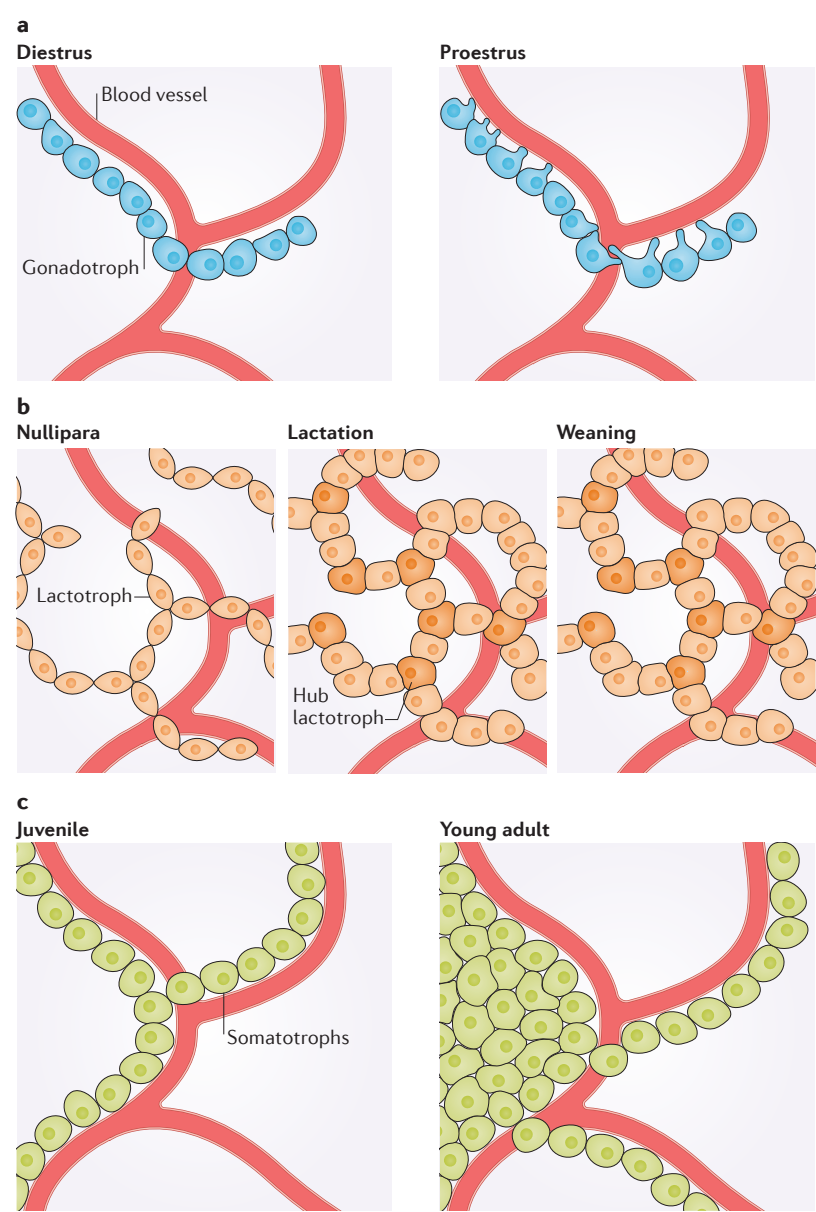 a
Diestrus
Proestrus
Blood vessel
Gonadotroph
b
Nullipara
Lactation
Weaning
Lactotroph
Hub
lactotroph
c
Juvenile
Young adult
Somatotrophs